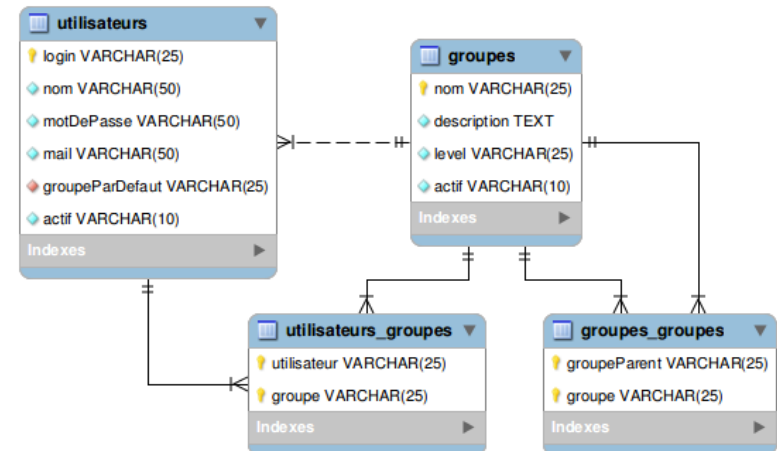 utilisateurs
login VARCHAR(25)
nom VARCHAR(50)
motDePasse VARCHAR(50)
mail VARCHAR(50)
groupeParDefaut VARCHAR(25)
actif VARCHAR(10)
Indexes
groupes
nom VARCHAR(25)
description TEXT
level VARCHAR(25)
actif VARCHAR(10)
Indexes
utilisateurs_groupes
utilisateur VARCHAR(25)
groupe VARCHAR(25)
Indexes
groupes_groupes
groupeParent VARCHAR(25)
groupe VARCHAR(25)
Indexes